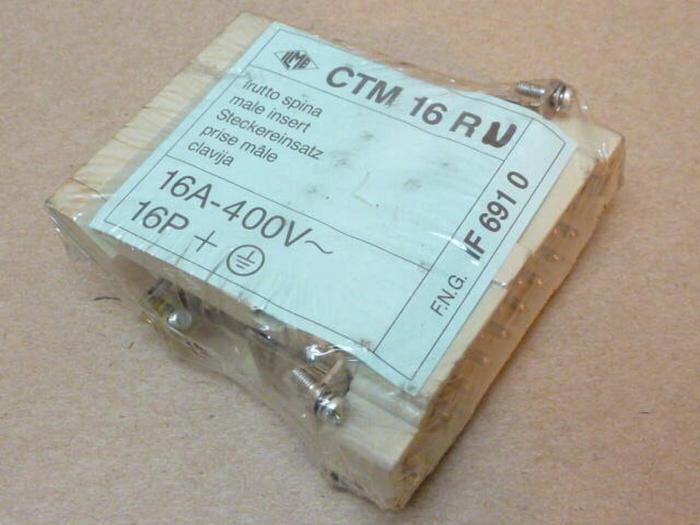 ILME
CTM 16 R N
frutto spina
male insert
Steckereinsatz
prise mâle
clavija
16A-400V~
16P +
F.N.G. IF 691 0